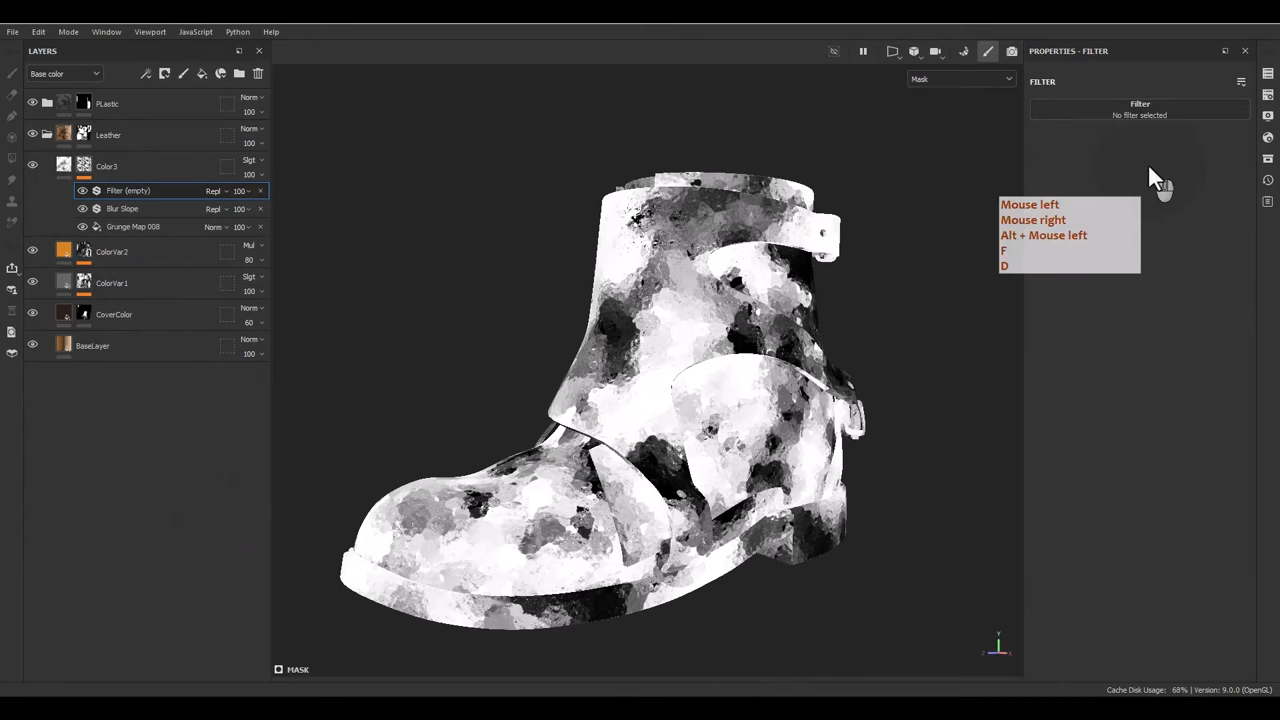 File Edit Mode Window Viewport JavaScript Python Help
LAYERS
Base color
PLastic Norm 100
Leather Norm 100
Color3 Slgt 100
Filter (empty) Repl 100
Blur Slope Repl 100
Grunge Map 008 Norm 100
ColorVar2 Mul 80
ColorVar1 Slgt 100
CoverColor Norm 60
BaseLayer Norm 100
Mask
MASK
Y
Z X
PROPERTIES - FILTER
FILTER
Filter
No filter selected
Mouse left
Mouse right
Alt + Mouse left
F
D
Cache Disk Usage: 68% | Version: 9.0.0 (OpenGL)